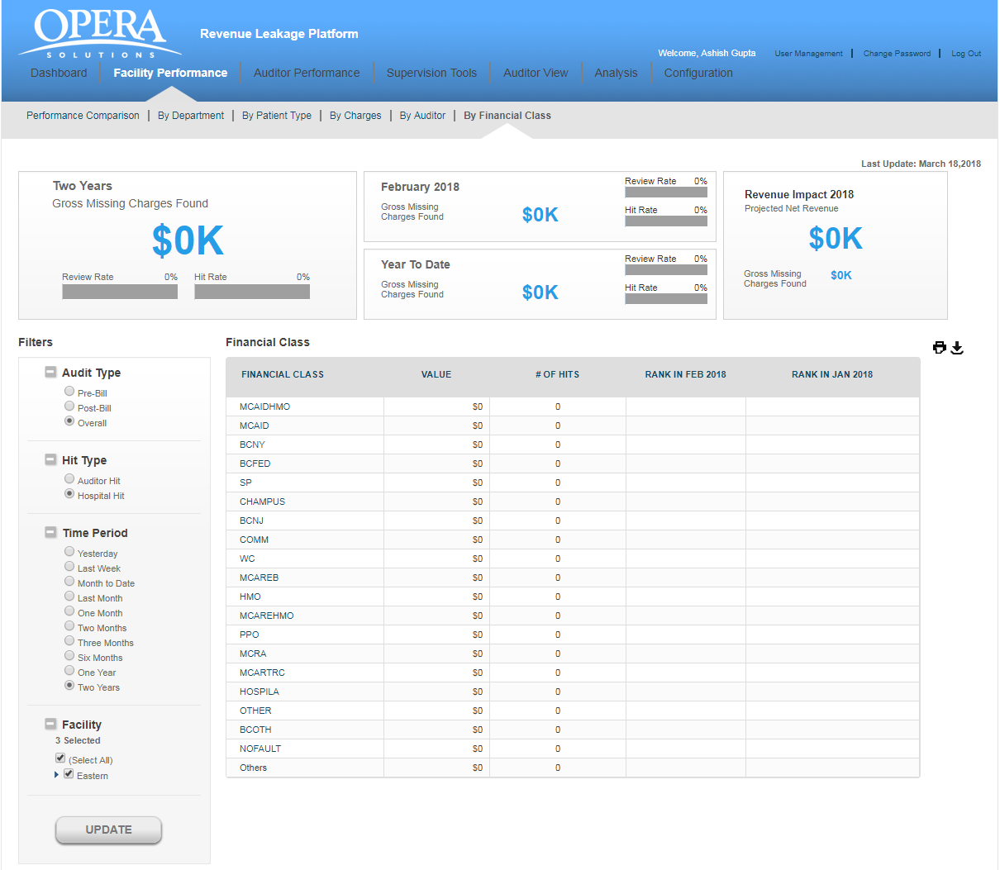 OPERA
SOLUTIONS
Revenue Leakage Platform
Welcome, Ashish Gupta User Management | Change Password | Log Out
Dashboard Facility Performance Auditor Performance Supervision Tools Auditor View Analysis Configuration
Performance Comparison | By Department | By Patient Type | By Charges | By Auditor | By Financial Class
Last Update: March 18,2018
Two Years
Gross Missing Charges Found
$0K
Review Rate 0% Hit Rate 0%
February 2018
Gross Missing
Charges Found
$0K
Review Rate 0%
Hit Rate 0%
Year To Date
Gross Missing
Charges Found
$0K
Review Rate 0%
Hit Rate 0%
Revenue Impact 2018
Projected Net Revenue
$0K
Gross Missing
Charges Found
$0K
Filters
Audit Type
Pre-Bill
Post-Bill
Overall
Hit Type
Auditor Hit
Hospital Hit
Time Period
Yesterday
Last Week
Month to Date
Last Month
One Month
Two Months
Three Months
Six Months
One Year
Two Years
Facility
3 Selected
(Select All)
Eastern
UPDATE
Financial Class
FINANCIAL CLASS VALUE # OF HITS RANK IN FEB 2018 RANK IN JAN 2018
MCAIDHMO $0 0
MCAID $0 0
BCNY $0 0
BCFED $0 0
SP $0 0
CHAMPUS $0 0
BCNJ $0 0
COMM $0 0
WC $0 0
MCAREB $0 0
HMO $0 0
MCAREHMO $0 0
PPO $0 0
MCRA $0 0
MCARTRC $0 0
HOSPILA $0 0
OTHER $0 0
BCOTH $0 0
NOFAULT $0 0
Others $0 0